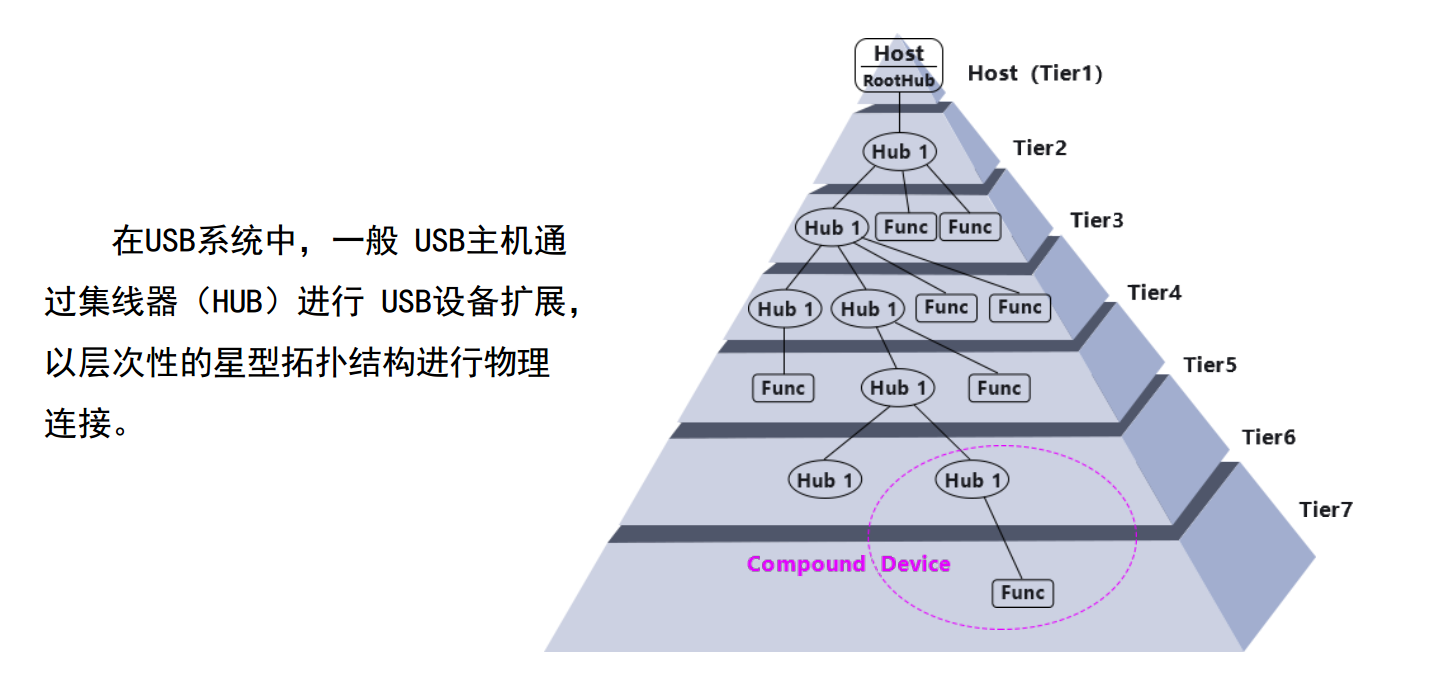 在USB系统中，一般 USB主机通
过集线器（HUB）进行 USB设备扩展，
以层次性的星型拓扑结构进行物理
连接。
Host
RootHub
Host (Tier1)
Hub 1
Tier2
Hub 1 Func Func
Tier3
Hub 1 Hub 1 Func Func
Tier4
Func Hub 1 Func
Tier5
Hub 1 Hub 1
Tier6
Compound Device
Func
Tier7